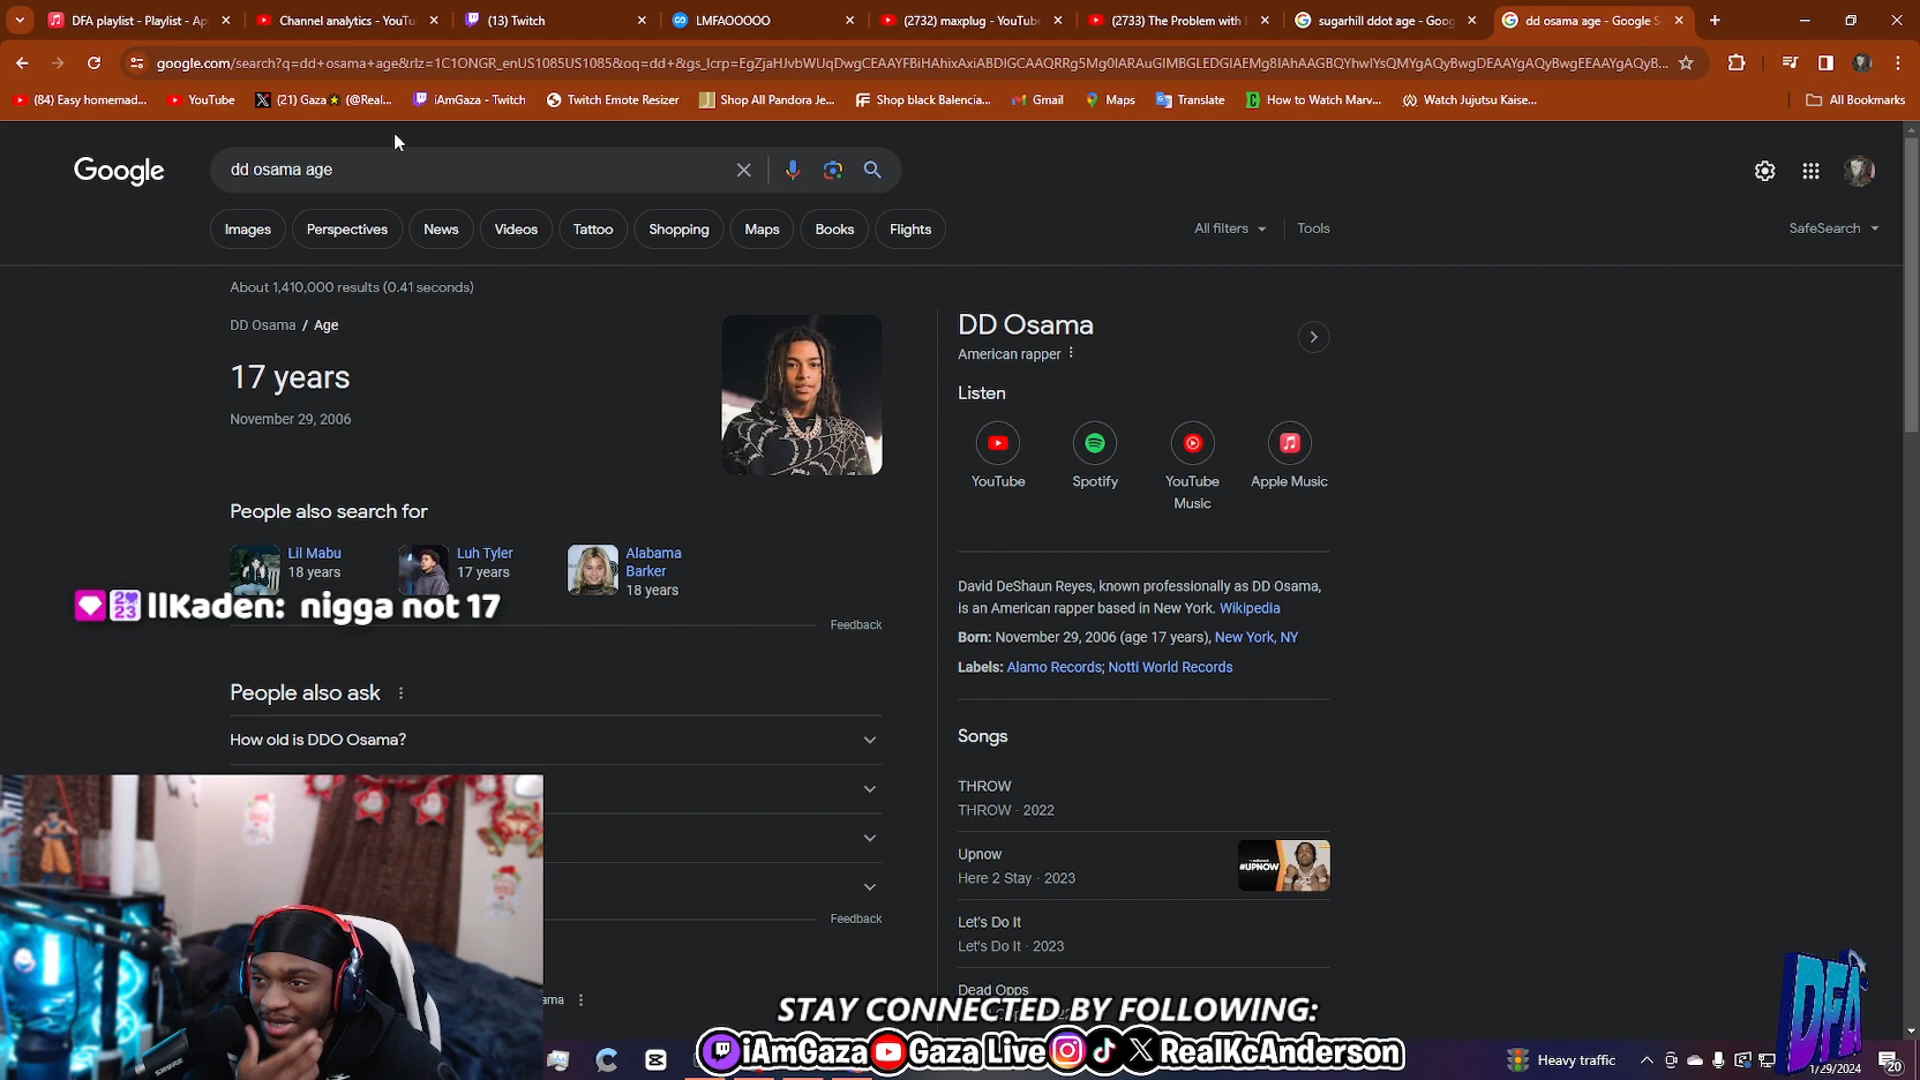 DFA playlist - Playlist - Ap
Channel analytics - YouTu
(13) Twitch
LMFAOOOOO
(2732) maxplug - YouTube
(2733) The Problem with
sugarhill ddot age - Goog
dd osama age - Google S
google.com/search?q=dd+osama+age&rlz=1C1ONGR_enUS1085US1085&oq=dd+&gs_lcrp=EgZjaHJvbWUqDwgCEAAYFBiHAhixAxiABDIGCAAQRRg5Mg0IARAuGIMBGLEDGIAEMg8IAhAAGBQYhwIYsQMYgAQyBwgDEAAYgAQyBwgEEAAYgAQyB...
(84) Easy homemad...
YouTube
(21) Gaza⭐ (@Real...
iAmGaza - Twitch
Twitch Emote Resizer
Shop All Pandora Je...
Shop black Balencia...
Gmail
Maps
Translate
How to Watch Marv...
Watch Jujutsu Kaise...
All Bookmarks
Google
dd osama age
Images
Perspectives
News
Videos
Tattoo
Shopping
Maps
Books
Flights
All filters
Tools
SafeSearch
About 1,410,000 results (0.41 seconds)
DD Osama / Age
17 years
November 29, 2006
People also search for
Lil Mabu
18 years
Luh Tyler
17 years
Alabama
Barker
18 years
2023 llKaden: nigga not 17
Feedback
People also ask
How old is DDO Osama?
Feedback
ama
DD Osama
American rapper
Listen
YouTube
Spotify
YouTube
Music
Apple Music
David DeShaun Reyes, known professionally as DD Osama,
is an American rapper based in New York. Wikipedia
Born: November 29, 2006 (age 17 years), New York, NY
Labels: Alamo Records; Notti World Records
Songs
THROW
THROW · 2022
Upnow
Here 2 Stay · 2023
#UPNOW
Let's Do It
Let's Do It · 2023
Dead Opps
STAY CONNECTED BY FOLLOWING:
iAmGaza Gaza Live RealKcAnderson
DFA
Heavy traffic
1/29/2024
20